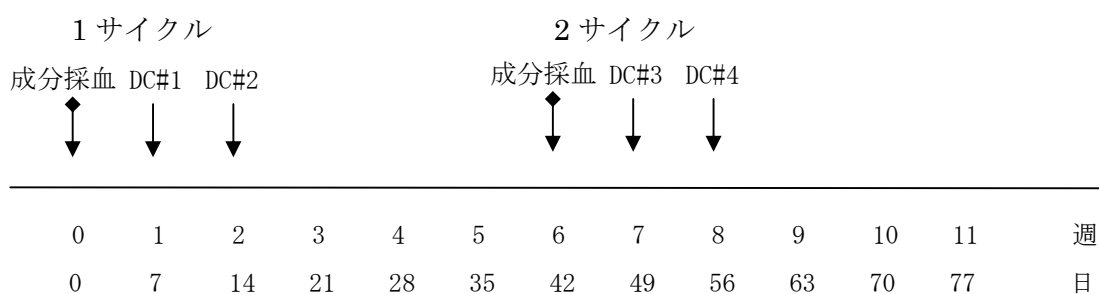 1 サイクル 2 サイクル
成分採血 DC#1 DC#2 成分採血 DC#3 DC#4
0 1 2 3 4 5 6 7 8 9 10 11 週
0 7 14 21 28 35 42 49 56 63 70 77 日